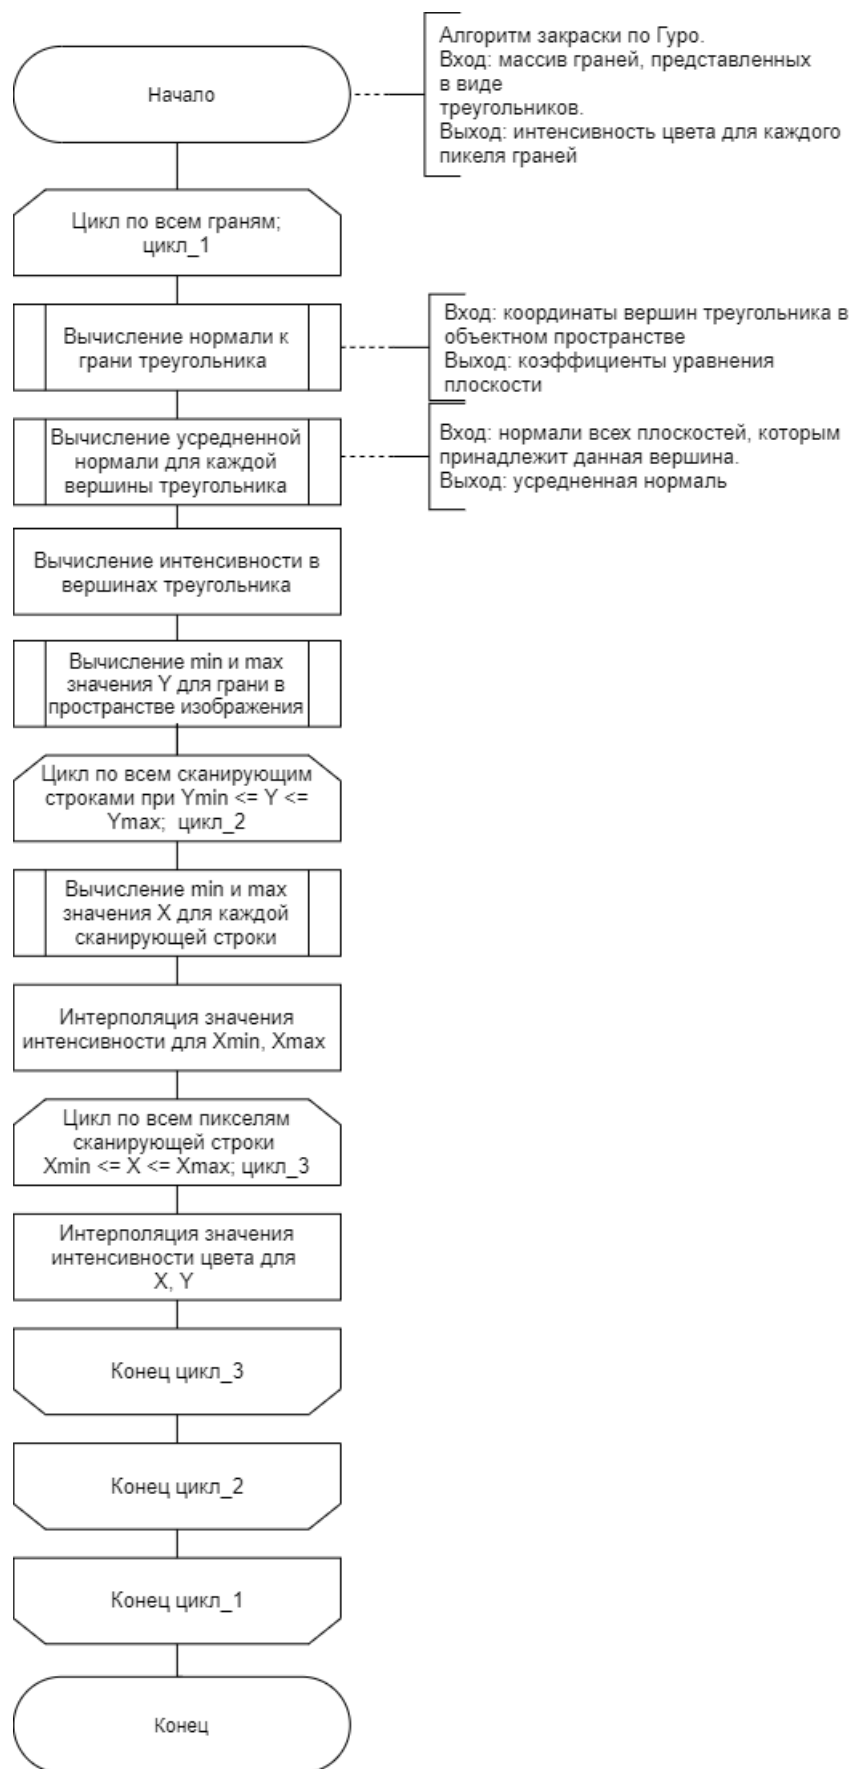 Начало
Алгоритм закраски по Гуро.
Вход: массив граней, представленных
в виде
треугольников.
Выход: интенсивность цвета для каждого
пикеля граней
Цикл по всем граням;
цикл_1
Вычисление нормали к
грани треугольника
Вход: координаты вершин треугольника в
объектном пространстве
Выход: коэффициенты уравнения
плоскости
Вычисление усредненной
нормали для каждой
вершины треугольника
Вход: нормали всех плоскостей, которым
принадлежит данная вершина.
Выход: усредненная нормаль
Вычисление интенсивности в
вершинах треугольника
Вычисление min и max
значения Y для грани в
пространстве изображения
Цикл по всем сканирующим
строками при Ymin <= Y <=
Ymax; цикл_2
Вычисление min и max
значения X для каждой
сканирующей строки
Интерполяция значения
интенсивности для Xmin, Xmax
Цикл по всем пикселям
сканирующей строки
Xmin <= X <= Xmax; цикл_3
Интерполяция значения
интенсивности цвета для
X, Y
Конец цикл_3
Конец цикл_2
Конец цикл_1
Конец